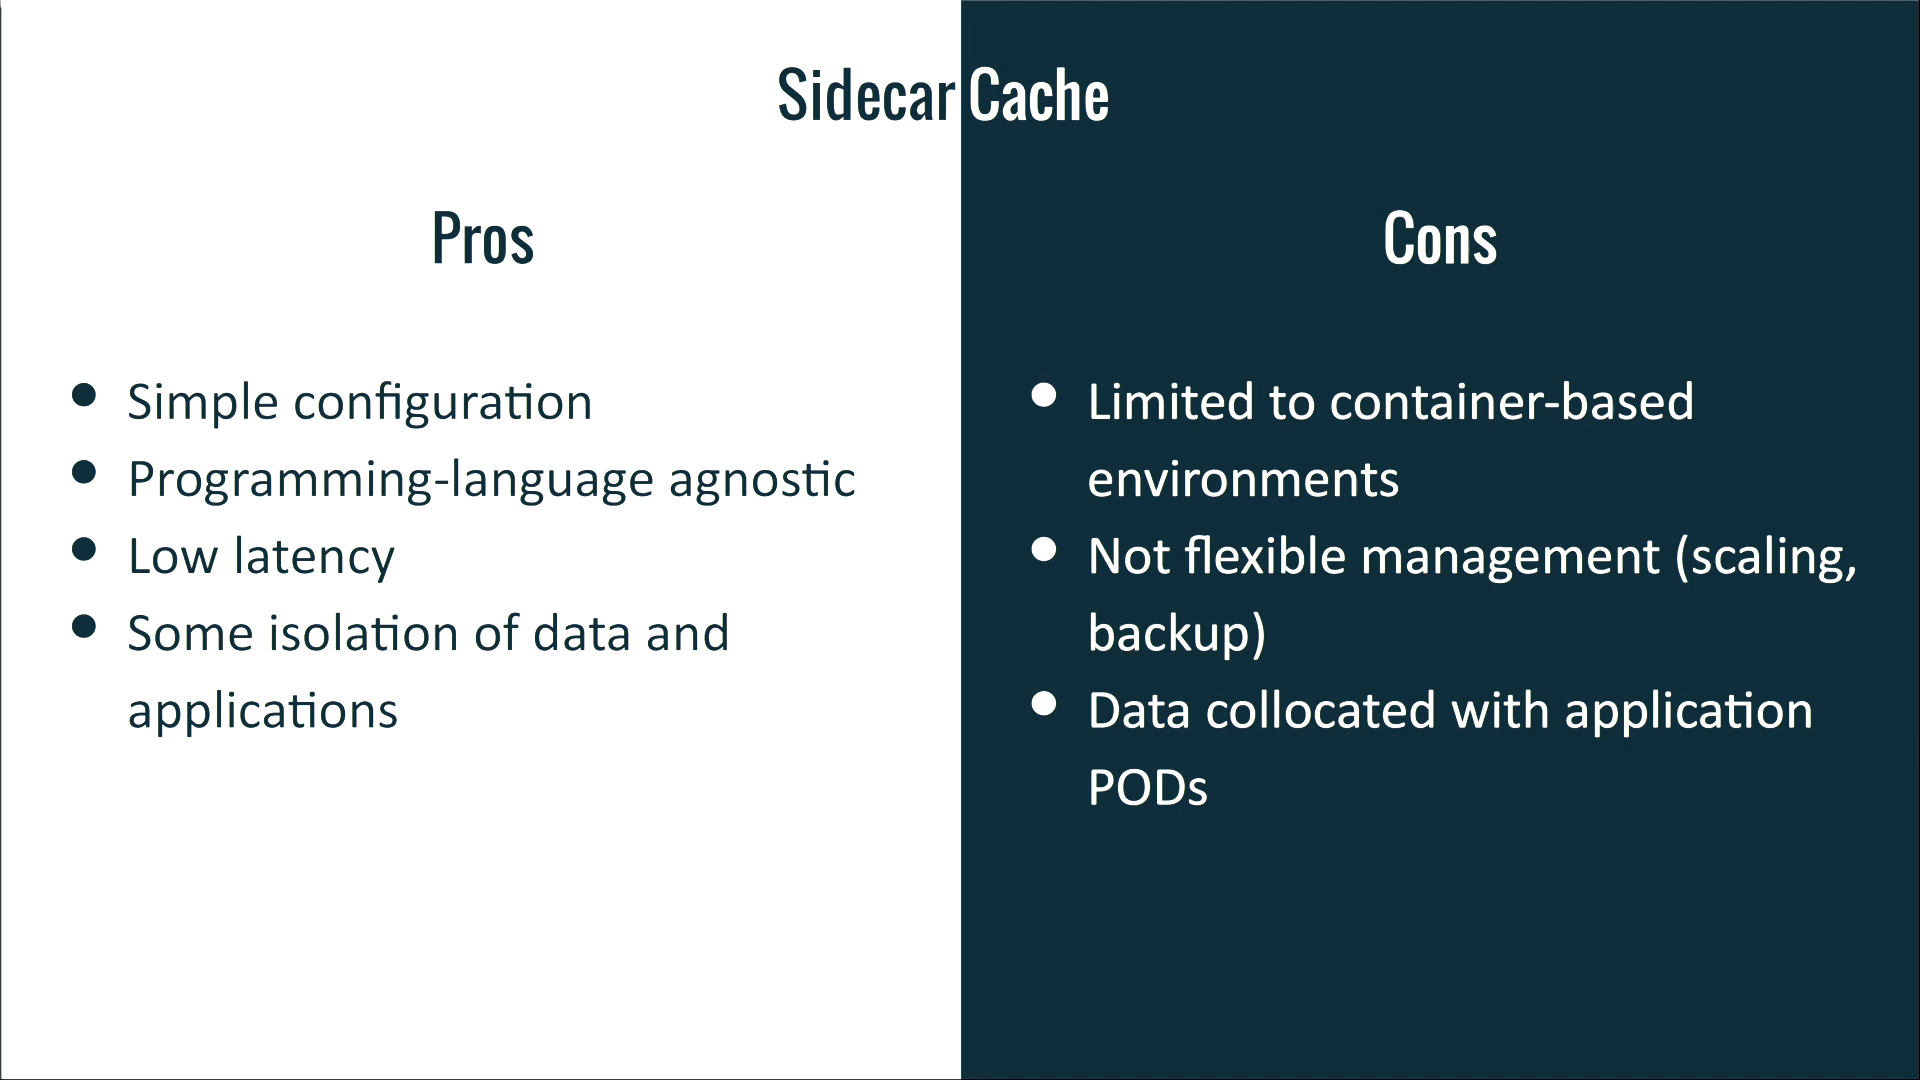 Sidecar Cache
Pros
Simple configuration
Programming-language agnostic
Low latency
Some isolation of data and
applications
Cons
Limited to container-based
environments
Not flexible management (scaling,
backup)
Data collocated with application
PODs